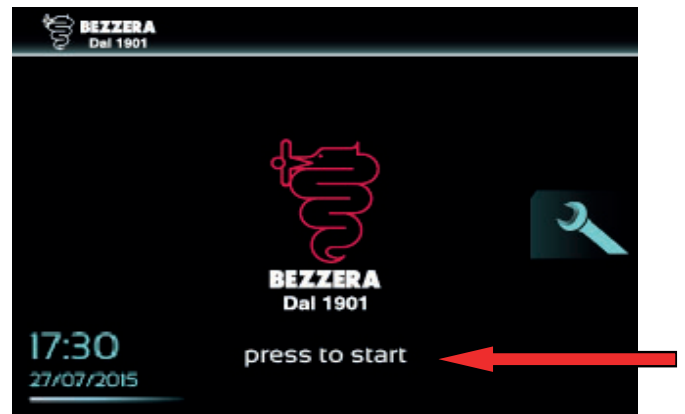 BEZZERA
Dal 1901
BEZZERA
Dal 1901
17:30
press to start
27/07/2015